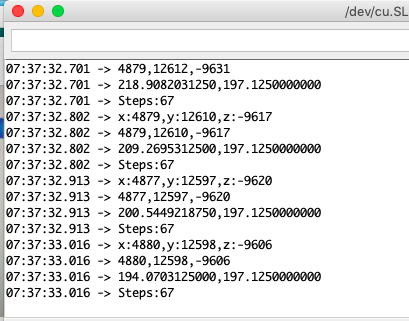 /dev/cu.SL
07:37:32.701 -> 4879,12612,-9631
07:37:32.701 -> 218.9082031250,197.1250000000
07:37:32.701 -> Steps:67
07:37:32.802 -> x:4879,y:12610,z:-9617
07:37:32.802 -> 4879,12610,-9617
07:37:32.802 -> 209.2695312500,197.1250000000
07:37:32.802 -> Steps:67
07:37:32.913 -> x:4877,y:12597,z:-9620
07:37:32.913 -> 4877,12597,-9620
07:37:32.913 -> 200.5449218750,197.1250000000
07:37:32.913 -> Steps:67
07:37:33.016 -> x:4880,y:12598,z:-9606
07:37:33.016 -> 4880,12598,-9606
07:37:33.016 -> 194.0703125000,197.1250000000
07:37:33.016 -> Steps:67